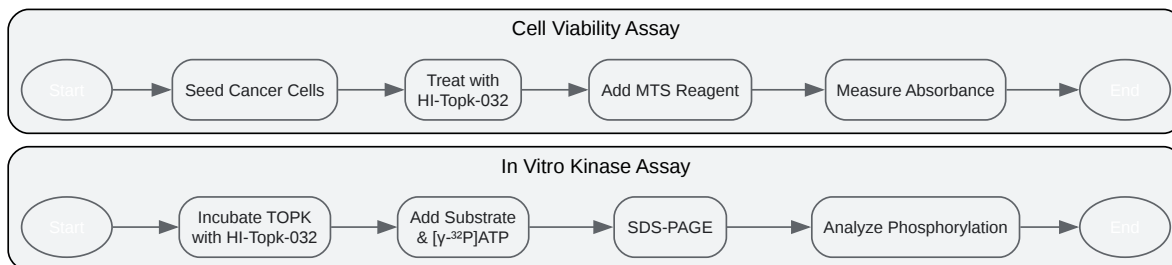 Cell Viability Assay
Start
Seed Cancer Cells
Treat with
HI-Topk-032
Add MTS Reagent
Measure Absorbance
End
In Vitro Kinase Assay
Start
Incubate TOPK
with HI-Topk-032
Add Substrate
& [γ-³²P]ATP
SDS-PAGE
Analyze Phosphorylation
End